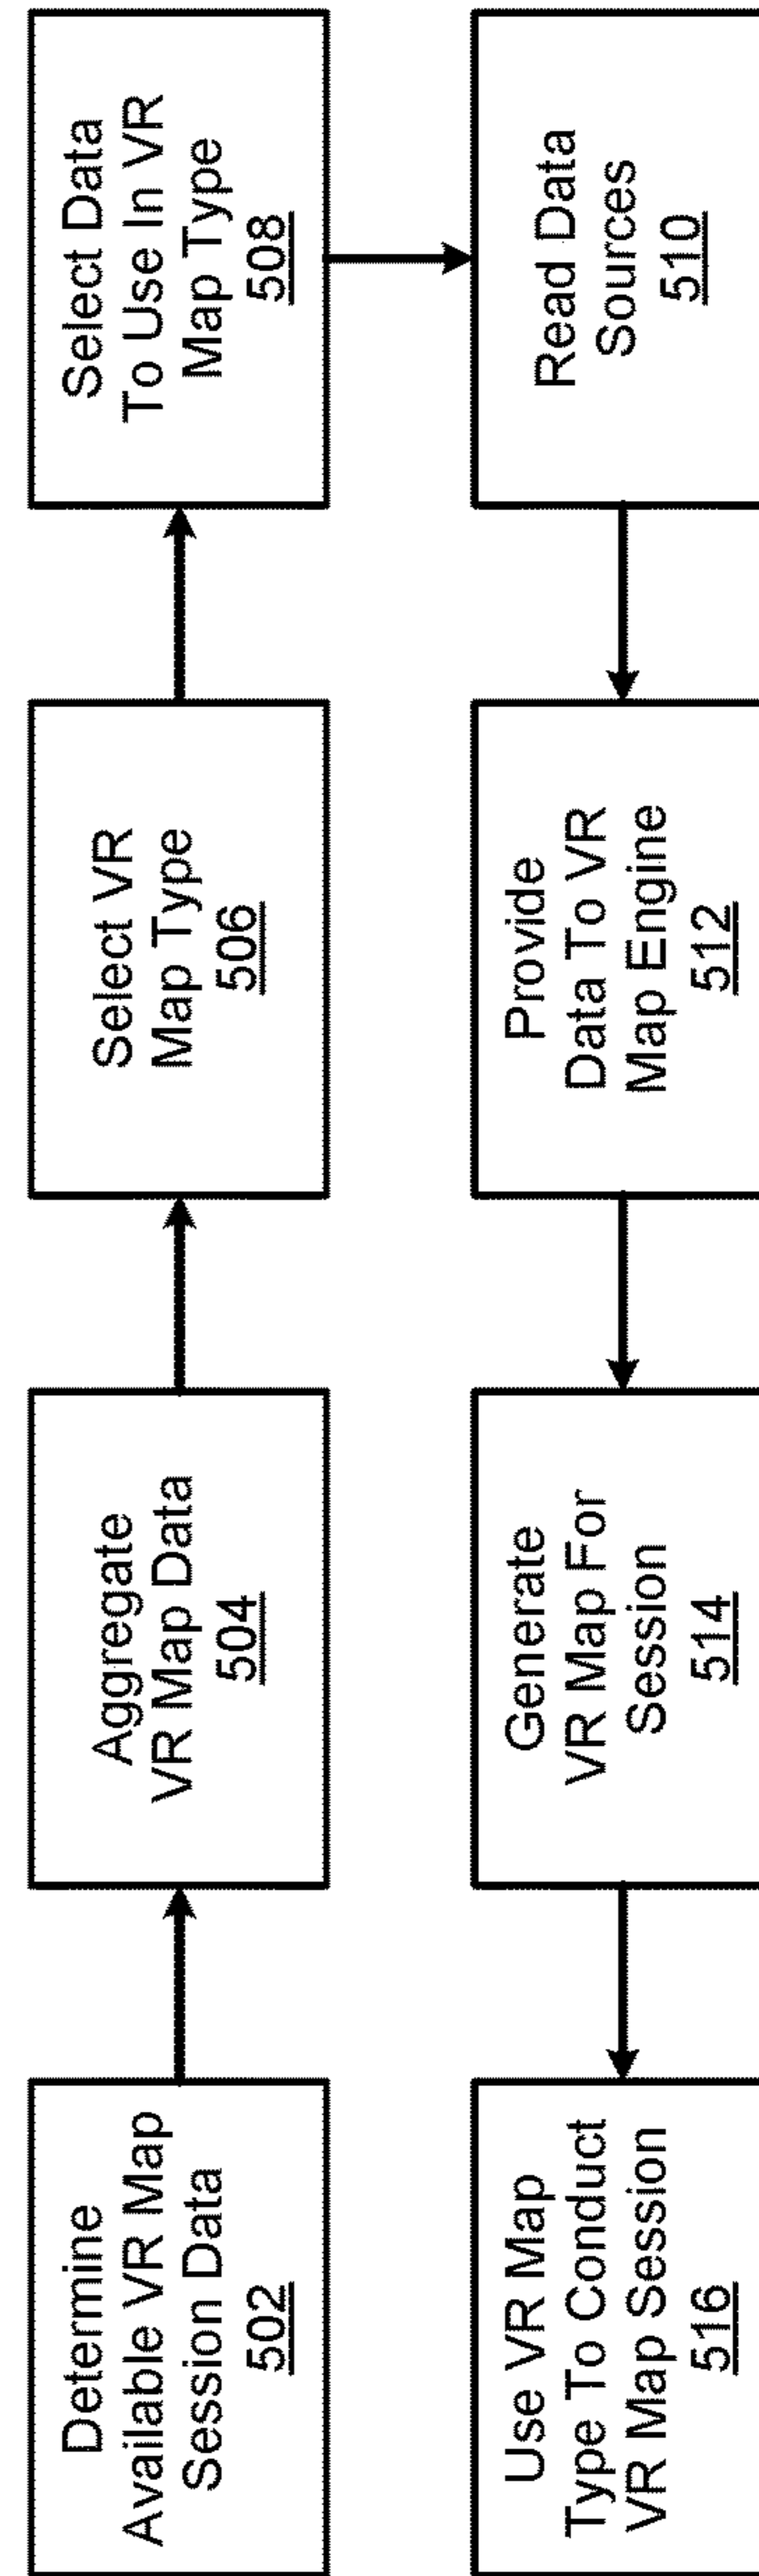 Determine
Available VR Map
Session Data
502
Aggregate
VR Map Data
504
Select VR
Map Type
506
Select Data
To Use In VR
Map Type
508
Read Data
Sources
510
Provide
Data To VR
Map Engine
512
Generate
VR Map For
Session
514
Use VR Map
Type To Conduct
VR Map Session
516